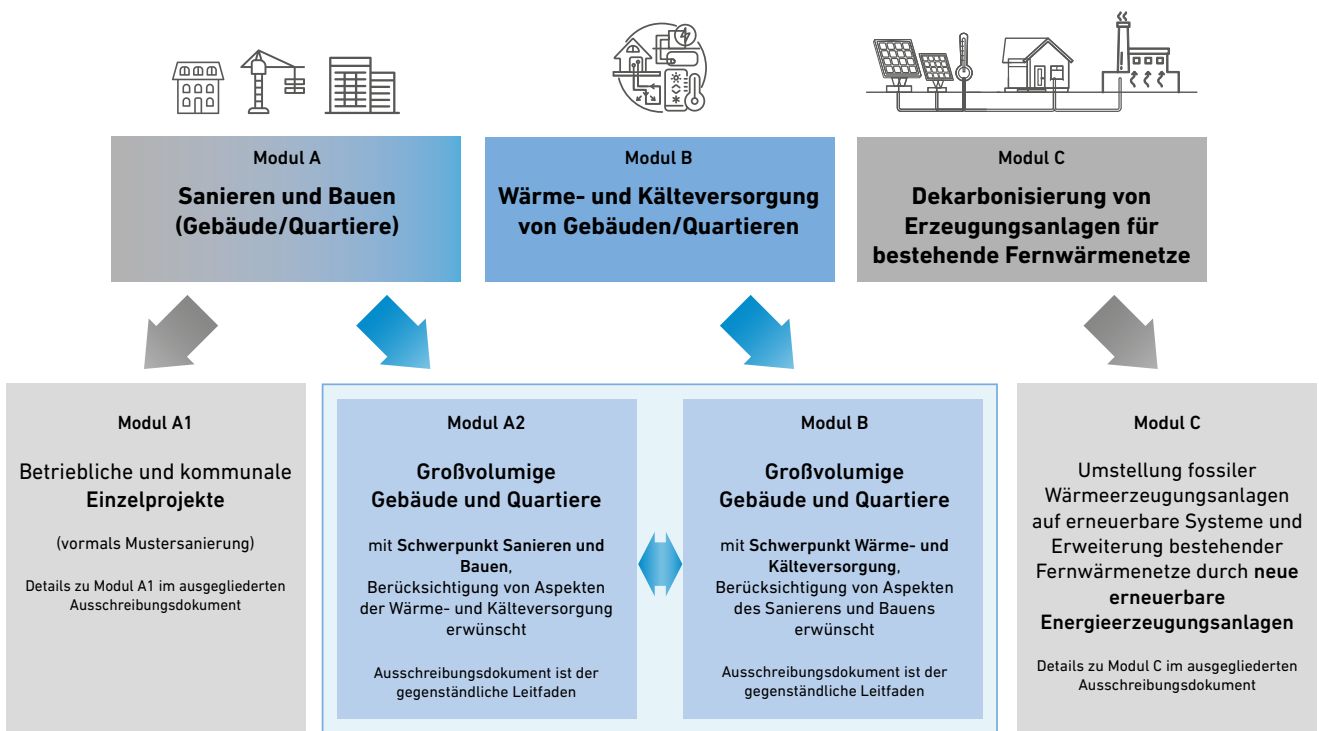 Modul A
Sanieren und Bauen
(Gebäude/Quartiere)
Modul B
Wärme- und Kälteversorgung
von Gebäuden/Quartieren
Modul C
Dekarbonisierung von
Erzeugungsanlagen für
bestehende Fernwärmenetze
Modul A1
Betriebliche und kommunale
Einzelprojekte
(vormals Mustersanierung)
Details zu Modul A1 im ausgegliederten
Ausschreibungsdokument
Modul A2
Großvolumige
Gebäude und Quartiere
mit Schwerpunkt Sanieren und
Bauen,
Berücksichtigung von Aspekten
der Wärme- und Kälteversorgung
erwünscht
Ausschreibungsdokument ist der
gegenständliche Leitfaden
Modul B
Großvolumige
Gebäude und Quartiere
mit Schwerpunkt Wärme- und
Kälteversorgung,
Berücksichtigung von Aspekten
des Sanierens und Bauens
erwünscht
Ausschreibungsdokument ist der
gegenständliche Leitfaden
Modul C
Umstellung fossiler
Wärmeerzeugungsanlagen
auf erneuerbare Systeme und
Erweiterung bestehender
Fernwärmenetze durch neue
erneuerbare
Energieerzeugungsanlagen
Details zu Modul C im ausgegliederten
Ausschreibungsdokument